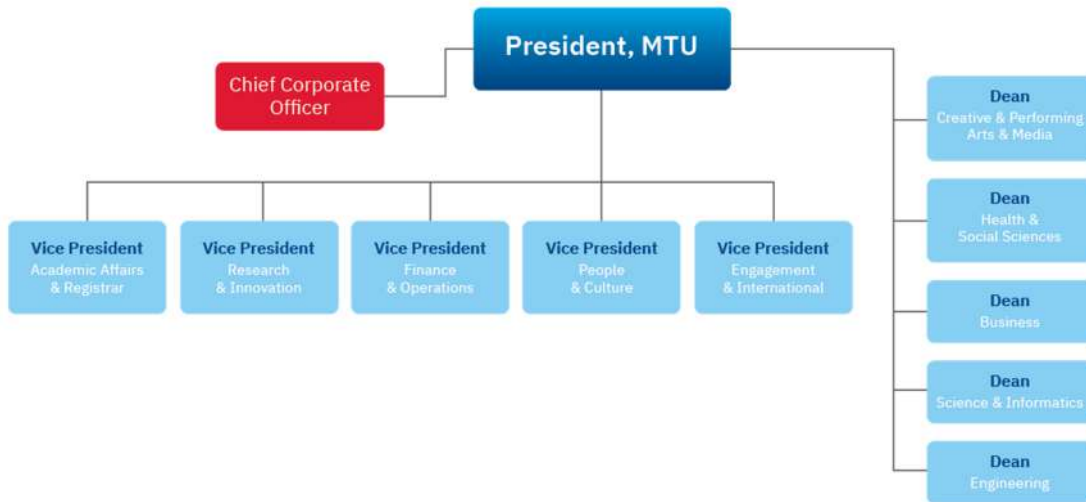 President, MTU
Chief Corporate
Officer
Vice President
Academic Affairs
& Registrar
Vice President
Research
& Innovation
Vice President
Finance
& Operations
Vice President
People
& Culture
Vice President
Engagement
& International
Dean
Creative & Performing
Arts & Media
Dean
Health &
Social Sciences
Dean
Business
Dean
Science & Informatics
Dean
Engineering